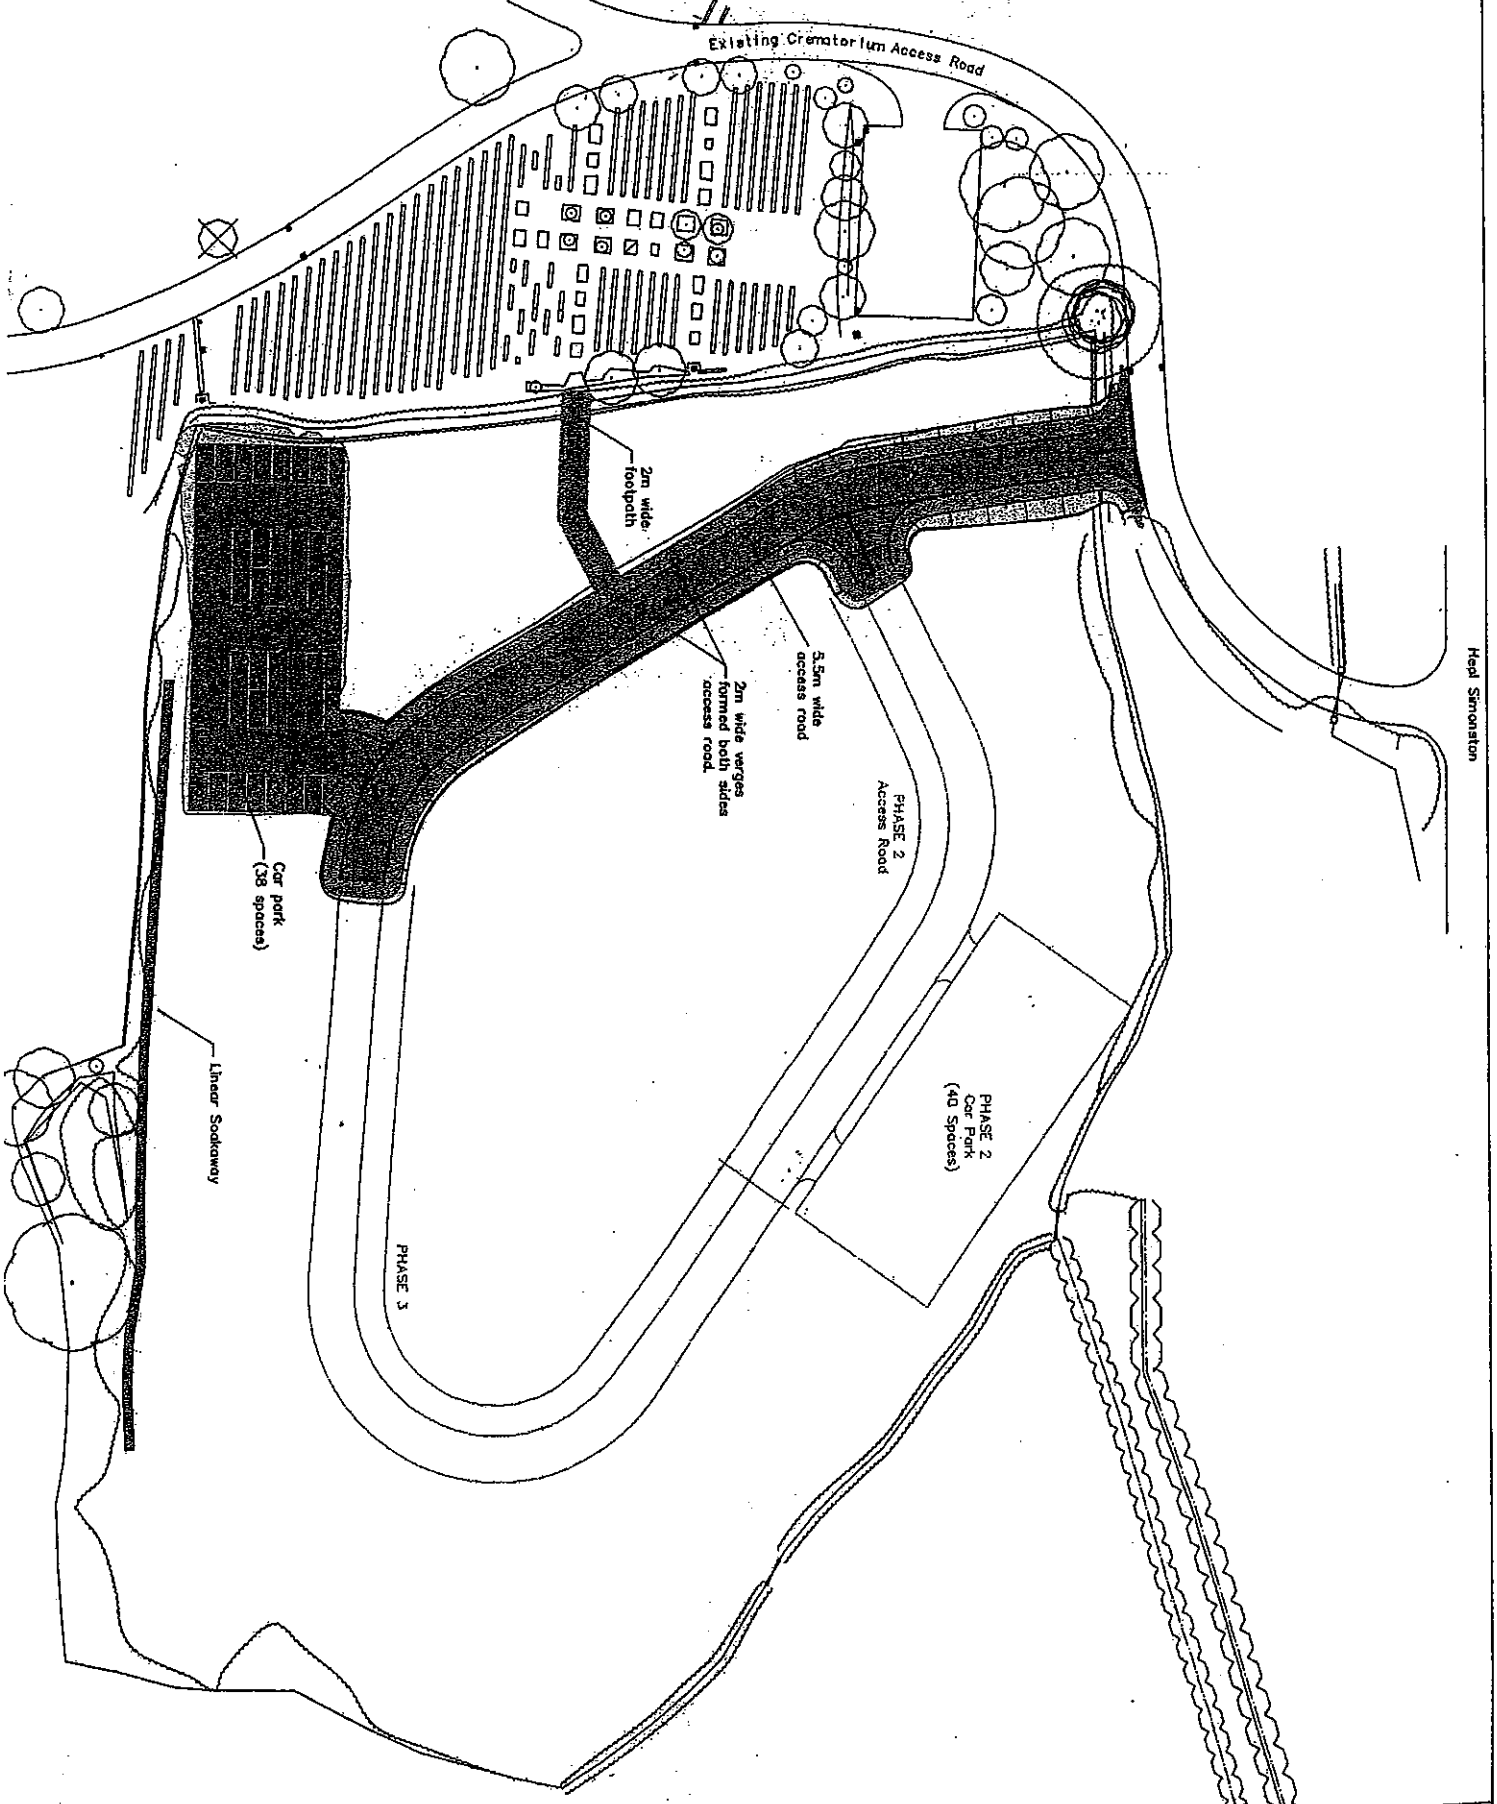 Existing Crematorium Access Road
Hepl Simonston
2m wide
footpath
5.5m wide
access road
2m wide verges
formed both sides
access road.
PHASE 2
Access Road
Car park
(38 spaces)
PHASE 2
Car Park
(40 Spaces)
Linear Soakaway
PHASE 3